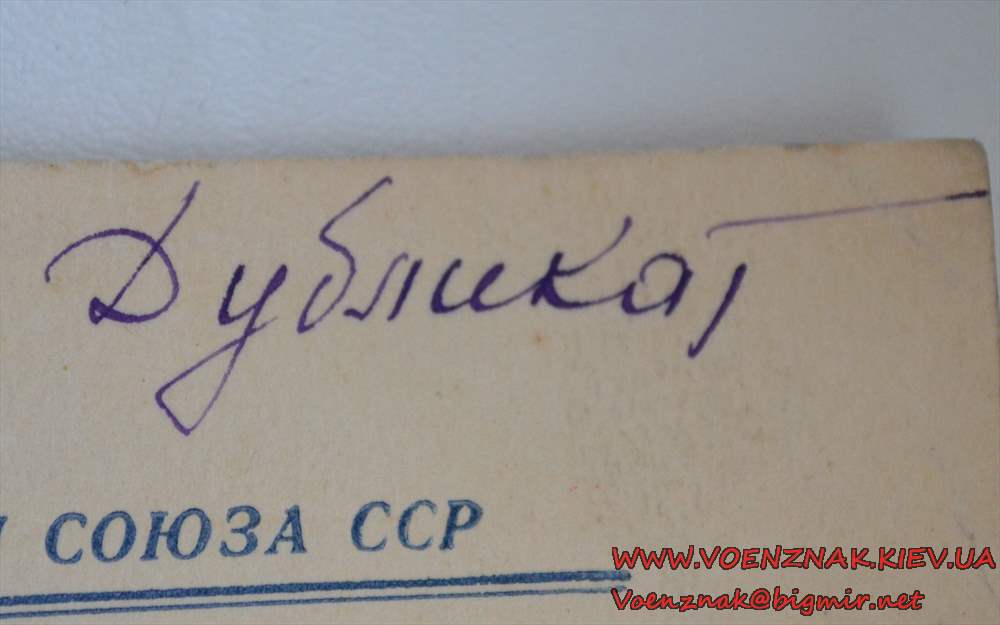 Дубликат
СОЮЗА ССР
WWW.VOENZNAK.KIEV.UA
Voenznak@bigmir.net